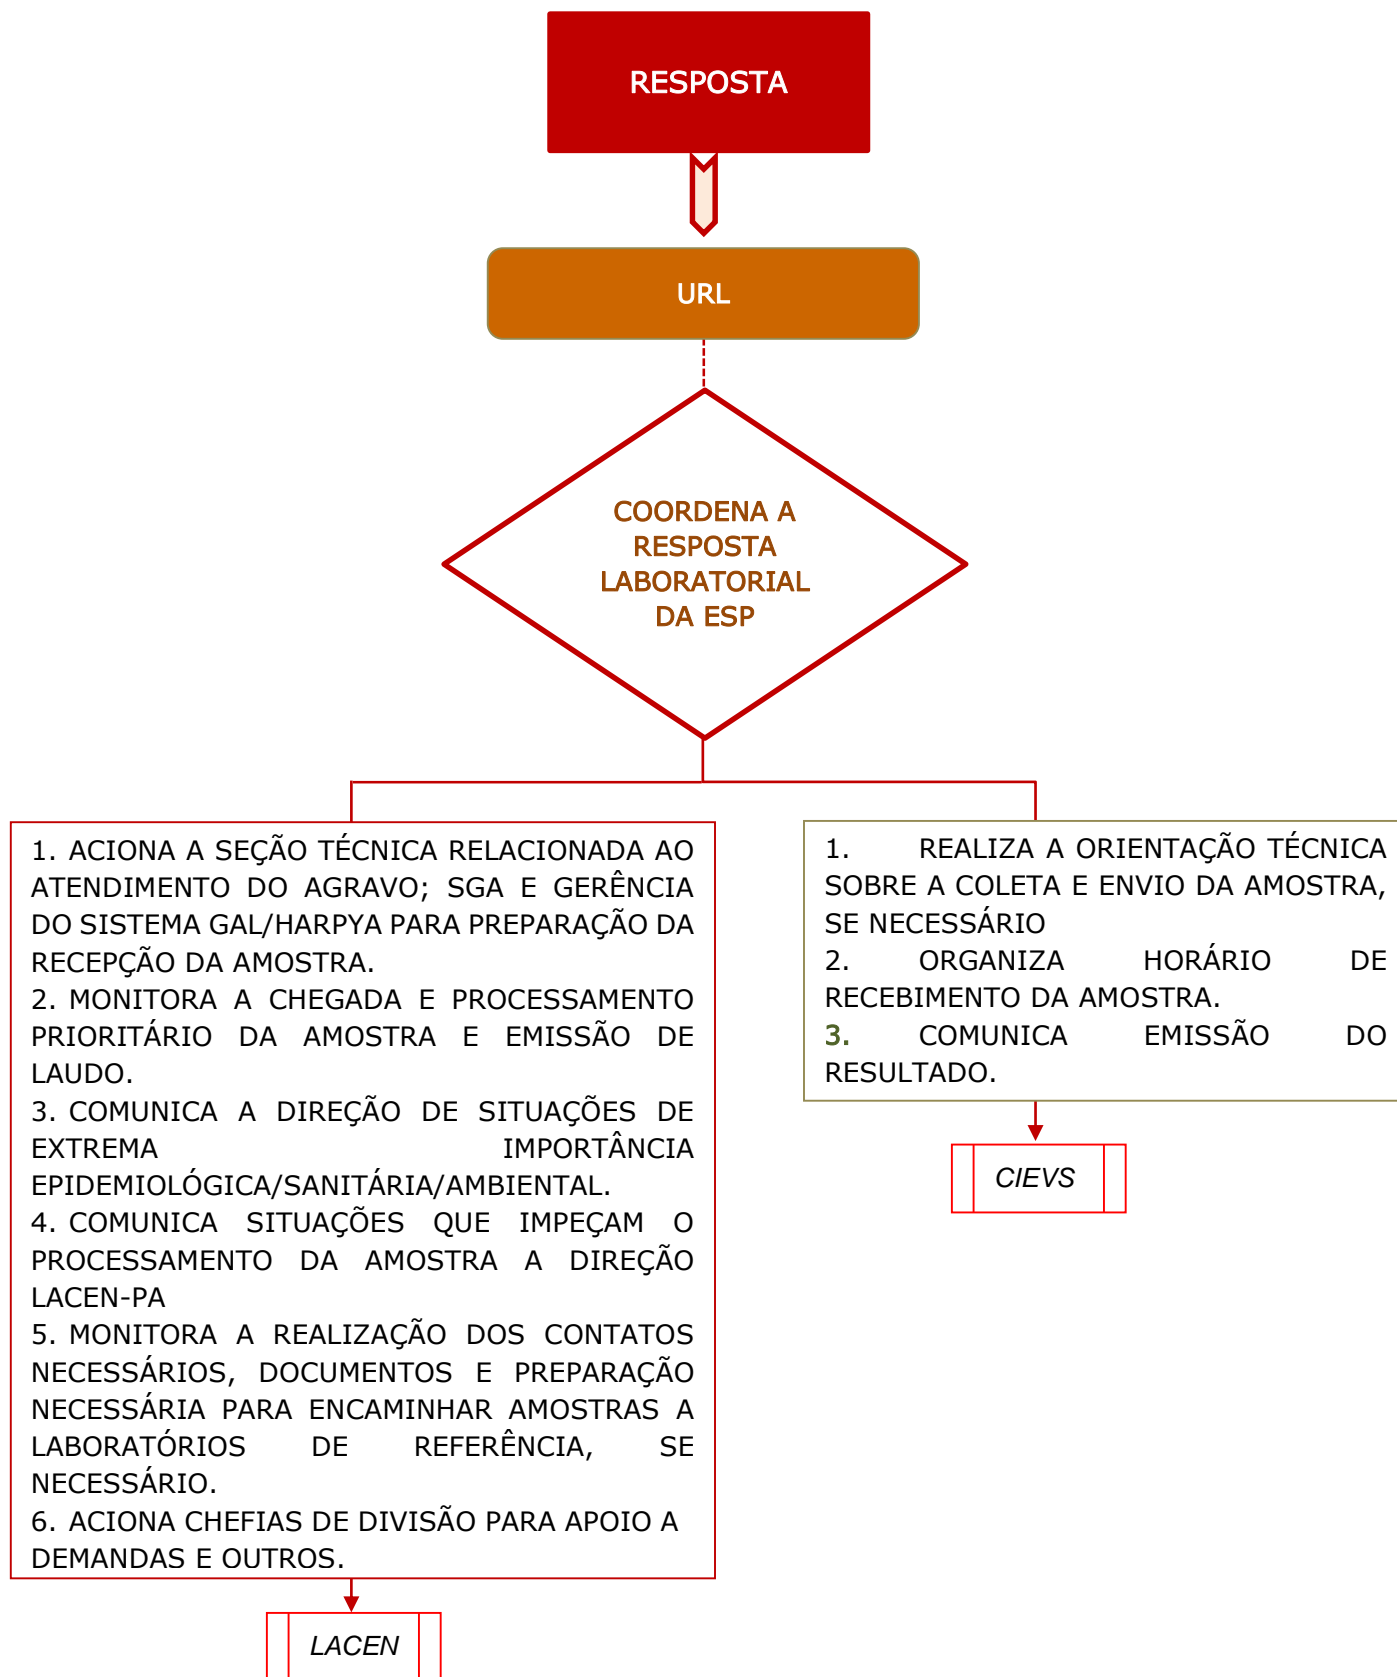 RESPOSTA
URL
COORDENA A
RESPOSTA
LABORATORIAL
DA ESP
1. ACIONA A SEÇÃO TÉCNICA RELACIONADA AO
ATENDIMENTO DO AGRAVO; SGA E GERÊNCIA
DO SISTEMA GAL/HARPYA PARA PREPARAÇÃO DA
RECEPÇÃO DA AMOSTRA.
2. MONITORA A CHEGADA E PROCESSAMENTO
PRIORITÁRIO DA AMOSTRA E EMISSÃO DE
LAUDO.
3. COMUNICA A DIREÇÃO DE SITUAÇÕES DE
EXTREMA IMPORTÂNCIA
EPIDEMIOLÓGICA/SANITÁRIA/AMBIENTAL.
4. COMUNICA SITUAÇÕES QUE IMPEÇAM O
PROCESSAMENTO DA AMOSTRA A DIREÇÃO
LACEN-PA
5. MONITORA A REALIZAÇÃO DOS CONTATOS
NECESSÁRIOS, DOCUMENTOS E PREPARAÇÃO
NECESSÁRIA PARA ENCAMINHAR AMOSTRAS A
LABORATÓRIOS DE REFERÊNCIA, SE
NECESSÁRIO.
6. ACIONA CHEFIAS DE DIVISÃO PARA APOIO A
DEMANDAS E OUTROS.
LACEN
1. REALIZA A ORIENTAÇÃO TÉCNICA
SOBRE A COLETA E ENVIO DA AMOSTRA,
SE NECESSÁRIO
2. ORGANIZA HORÁRIO DE
RECEBIMENTO DA AMOSTRA.
3. COMUNICA EMISSÃO DO
RESULTADO.
CIEVS